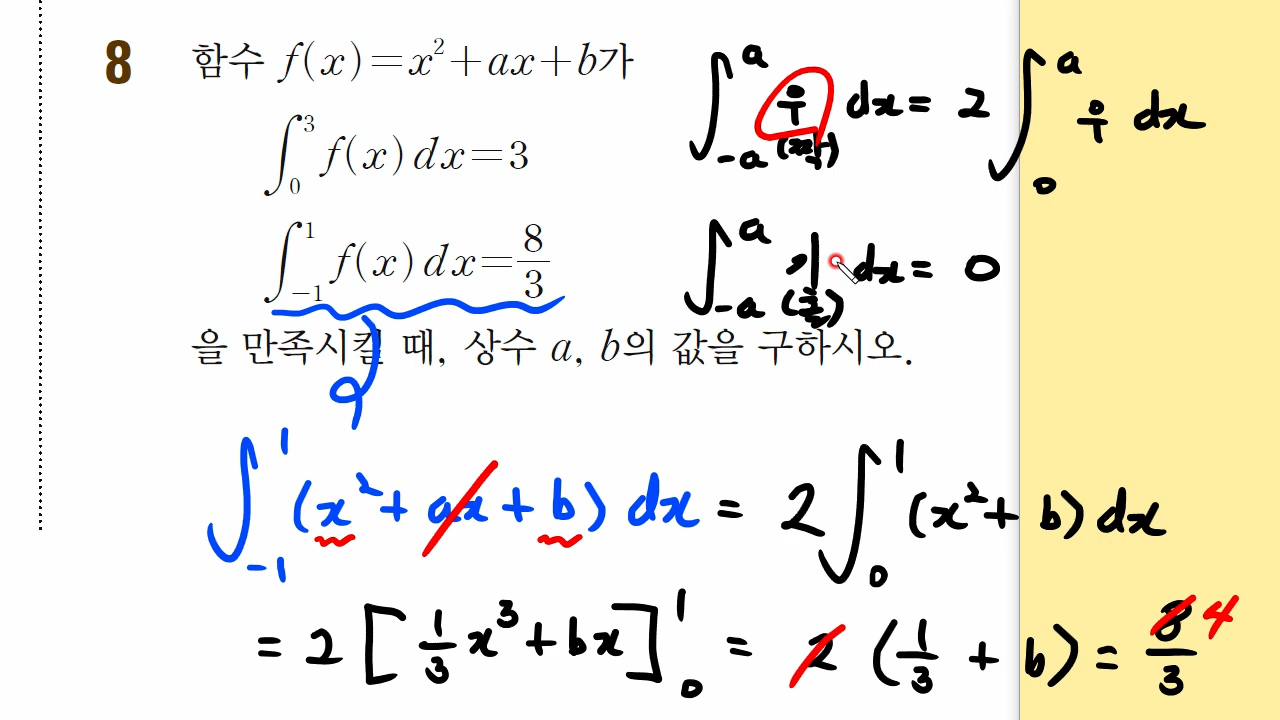 8 함수 f(x)=x²+ax+b가
∫₀³ f(x)dx=3
∫₋₁¹ f(x)dx=8/3
을 만족시킬 때, 상수 a, b의 값을 구하시오.
∫₋ₐᵃ 우 dx = 2 ∫₀ᵃ 우 dx
∫₋ₐᵃ 기 dx = 0
∫₋₁¹ (x²+ax+b) dx = 2 ∫₀¹ (x²+b) dx
= 2 [ 1/3 x³+bx ]₀¹ = 2 (1/3 + b) = 8/3 4